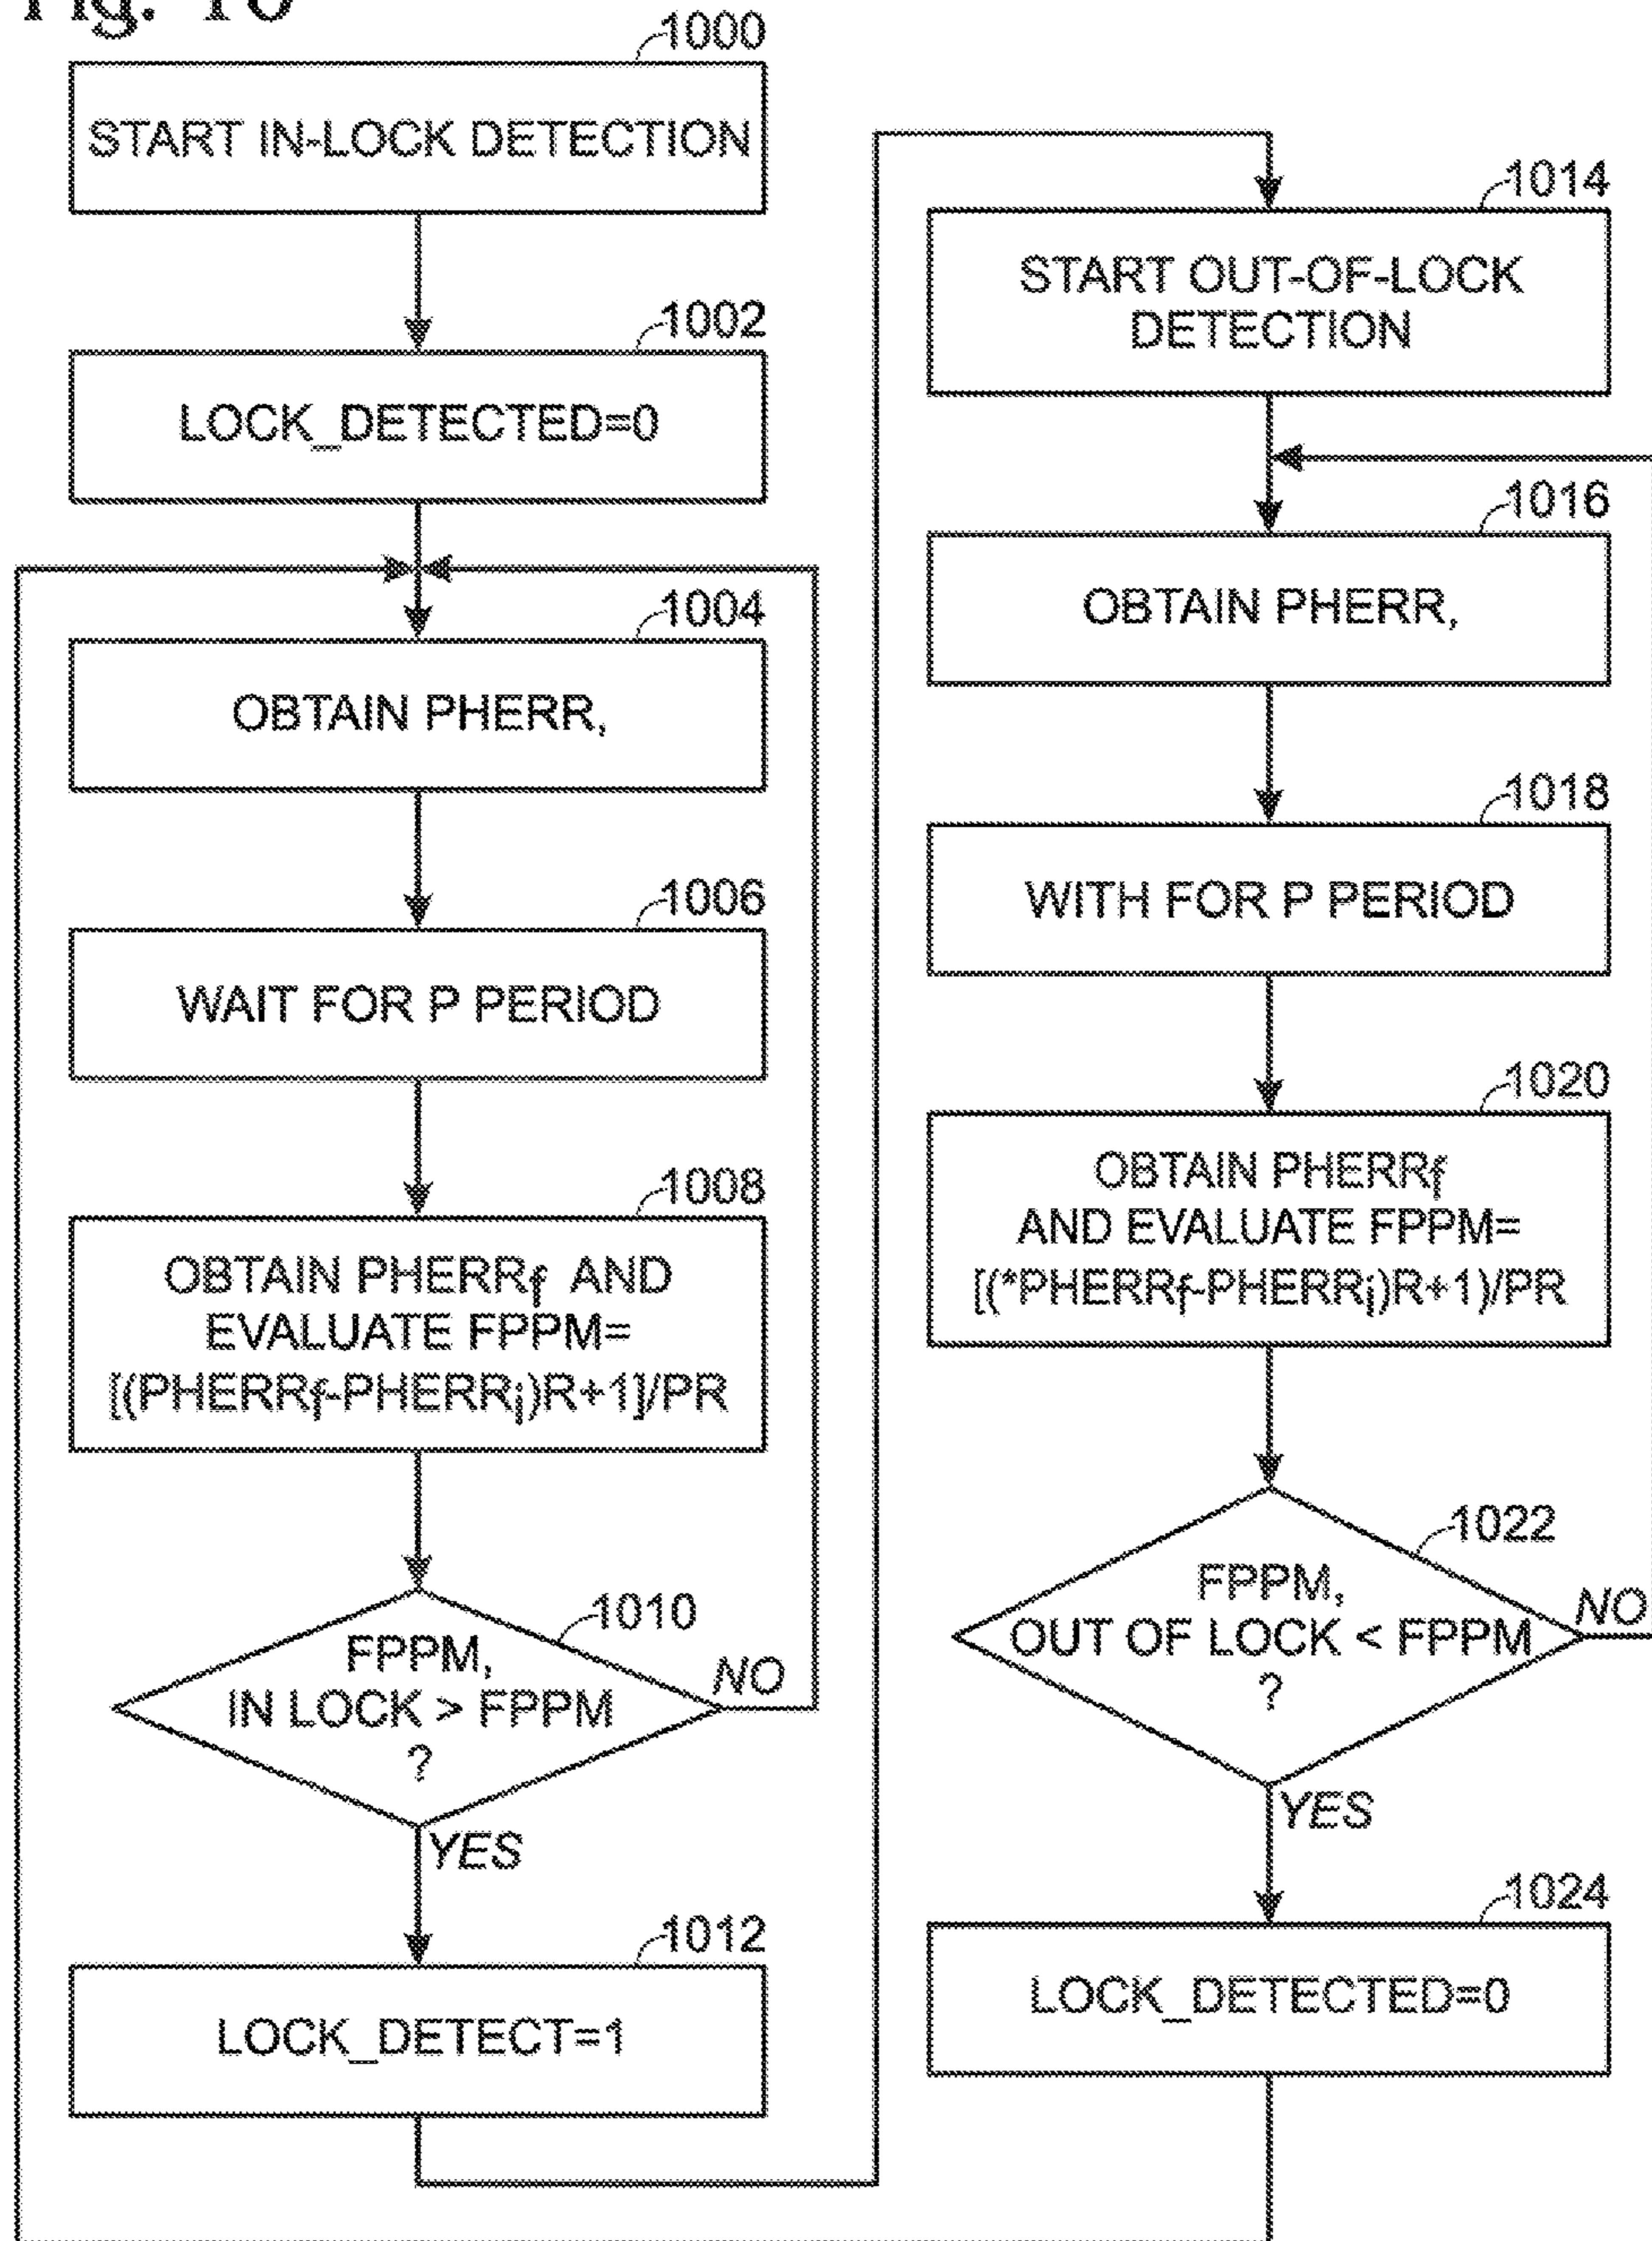 Fig. 10
1000
START IN-LOCK DETECTION
1002
LOCK_DETECTED=0
1004
OBTAIN PHERR,
1006
WAIT FOR P PERIOD
1008
OBTAIN PHERRf AND
EVALUATE FPPM=
[(PHERRf-PHERRi)R+1]/PR
1010
FPPM,
IN LOCK > FPPM
?
NO
YES
1012
LOCK_DETECT=1
1014
START OUT-OF-LOCK
DETECTION
1016
OBTAIN PHERR,
1018
WITH FOR P PERIOD
1020
OBTAIN PHERRf
AND EVALUATE FPPM=
[(*PHERRf-PHERRi)R+1)/PR
1022
FPPM,
OUT OF LOCK < FPPM
?
NO
YES
1024
LOCK_DETECTED=0